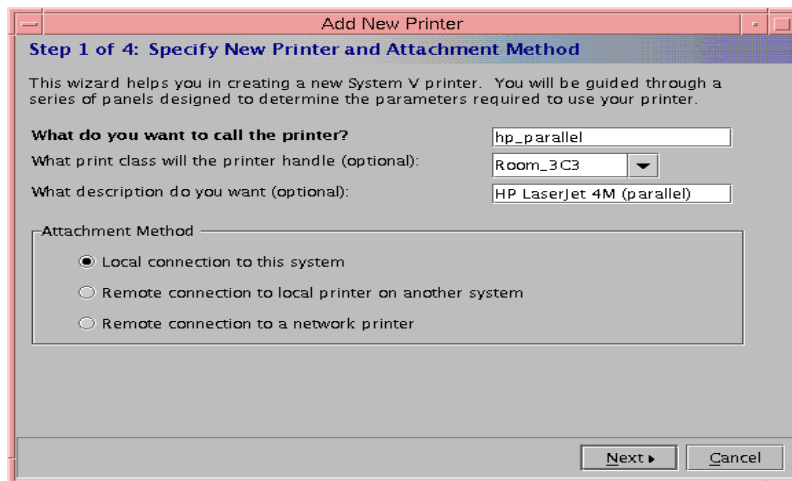 Add New Printer
Step 1 of 4: Specify New Printer and Attachment Method
This wizard helps you in creating a new System V printer. You will be guided through a
series of panels designed to determine the parameters required to use your printer.
What do you want to call the printer? hp_parallel
What print class will the printer handle (optional): Room_3C3
What description do you want (optional): HP LaserJet 4M (parallel)
Attachment Method
Local connection to this system
Remote connection to local printer on another system
Remote connection to a network printer
Next Cancel